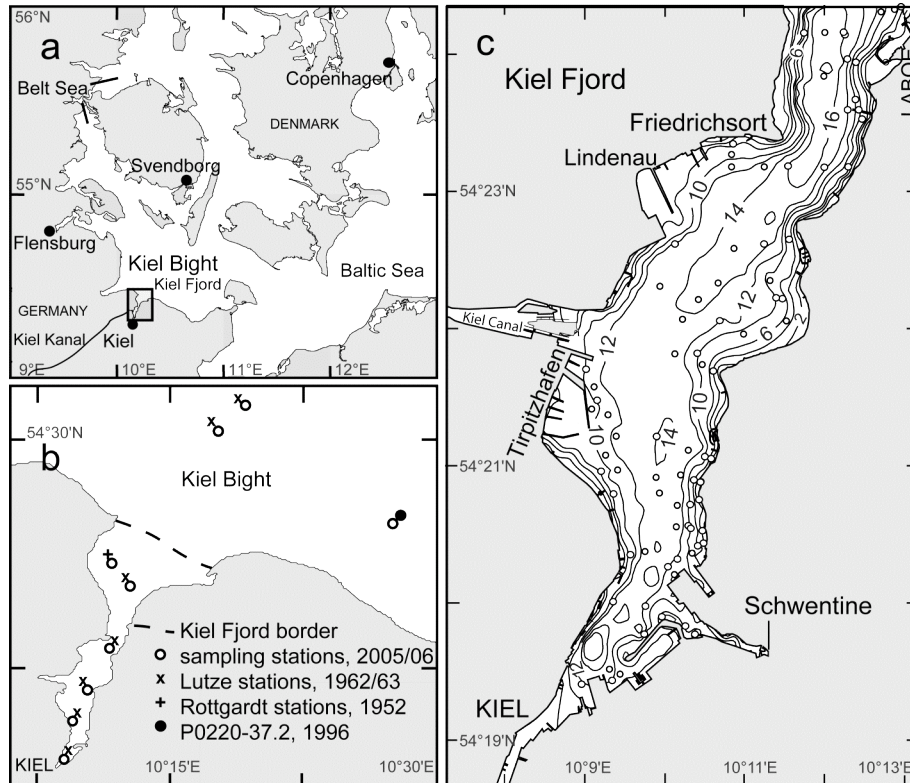 56°N
a
Belt Sea
Copenhagen
DENMARK
Svendborg
55°N
Flensburg
Kiel Bight
Kiel Fjord
Baltic Sea
GERMANY
Kiel Kanal
Kiel
9°E
10°E
11°E
12°E
54°30'N
b
Kiel Bight
Kiel Fjord border
sampling stations, 2005/06
Lutze stations, 1962/63
Rottgardt stations, 1952
P0220-37.2, 1996
KIEL
10°15'E
10°30'E
c
Kiel Fjord
6
16
Friedrichsort
Lindenau
10
54°23'N
14
12
Kiel Canal
12
6
2
Tirpitzhafen
10
10
14
54°21'N
Schwentine
KIEL
54°19'N
10°9'E
10°11'E
10°13'E